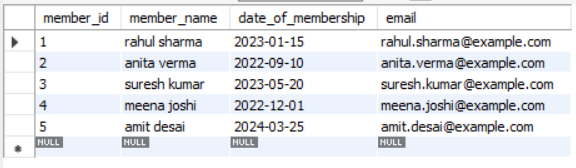 member_id member_name date_of_membership email
1 rahul sharma 2023-01-15 rahul.sharma@example.com
2 anita verma 2022-09-10 anita.verma@example.com
3 suresh kumar 2023-05-20 suresh.kumar@example.com
4 meena joshi 2022-12-01 meena.joshi@example.com
5 amit desai 2024-03-25 amit.desai@example.com
NULL NULL NULL NULL